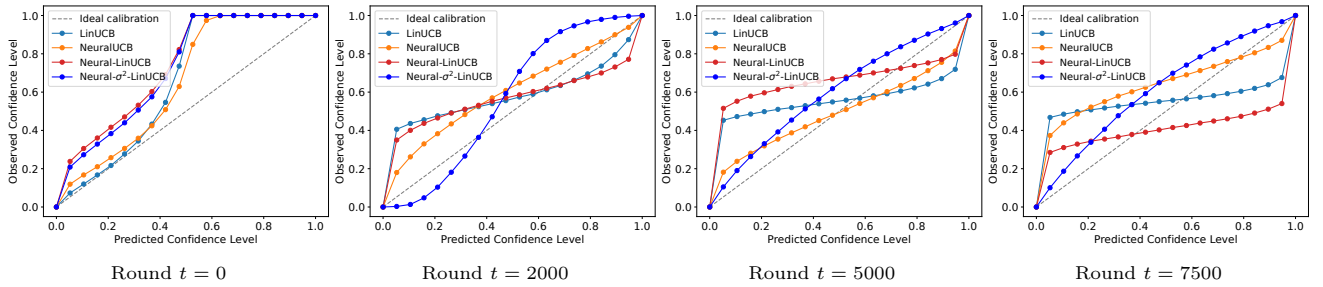 Ideal calibration
LinUCB
NeuralUCB
Neural-LinUCB
Neural-σ²-LinUCB
Observed Confidence Level
1.0
0.8
0.6
0.4
0.2
0.0
0.0 0.2 0.4 0.6 0.8 1.0
Predicted Confidence Level
Round t = 0
Ideal calibration
LinUCB
NeuralUCB
Neural-LinUCB
Neural-σ²-LinUCB
Observed Confidence Level
1.0
0.8
0.6
0.4
0.2
0.0
0.0 0.2 0.4 0.6 0.8 1.0
Predicted Confidence Level
Round t = 2000
Ideal calibration
LinUCB
NeuralUCB
Neural-LinUCB
Neural-σ²-LinUCB
Observed Confidence Level
1.0
0.8
0.6
0.4
0.2
0.0
0.0 0.2 0.4 0.6 0.8 1.0
Predicted Confidence Level
Round t = 5000
Ideal calibration
LinUCB
NeuralUCB
Neural-LinUCB
Neural-σ²-LinUCB
Observed Confidence Level
1.0
0.8
0.6
0.4
0.2
0.0
0.0 0.2 0.4 0.6 0.8 1.0
Predicted Confidence Level
Round t = 7500